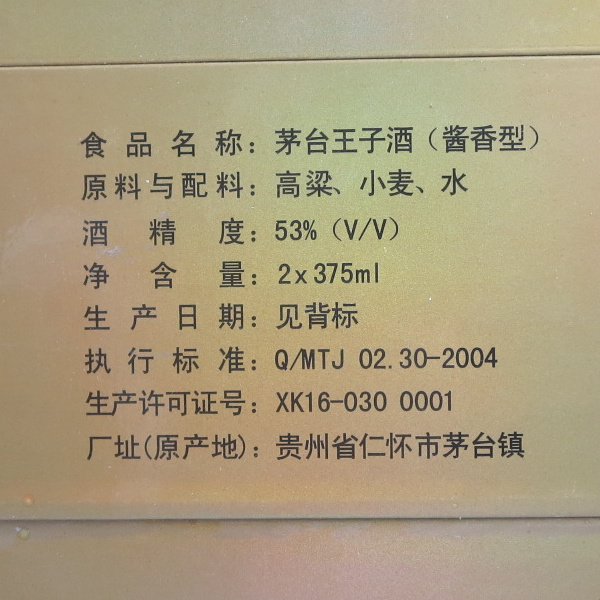 食品名称：茅台王子酒（酱香型）
原料与配料：高粱、小麦、水
酒精度：53%（V/V）
净含量：2x375ml
生产日期：见背标
执行标准：Q/MTJ 02.30-2004
生产许可证号：XK16-030 0001
厂址(原产地)：贵州省仁怀市茅台镇